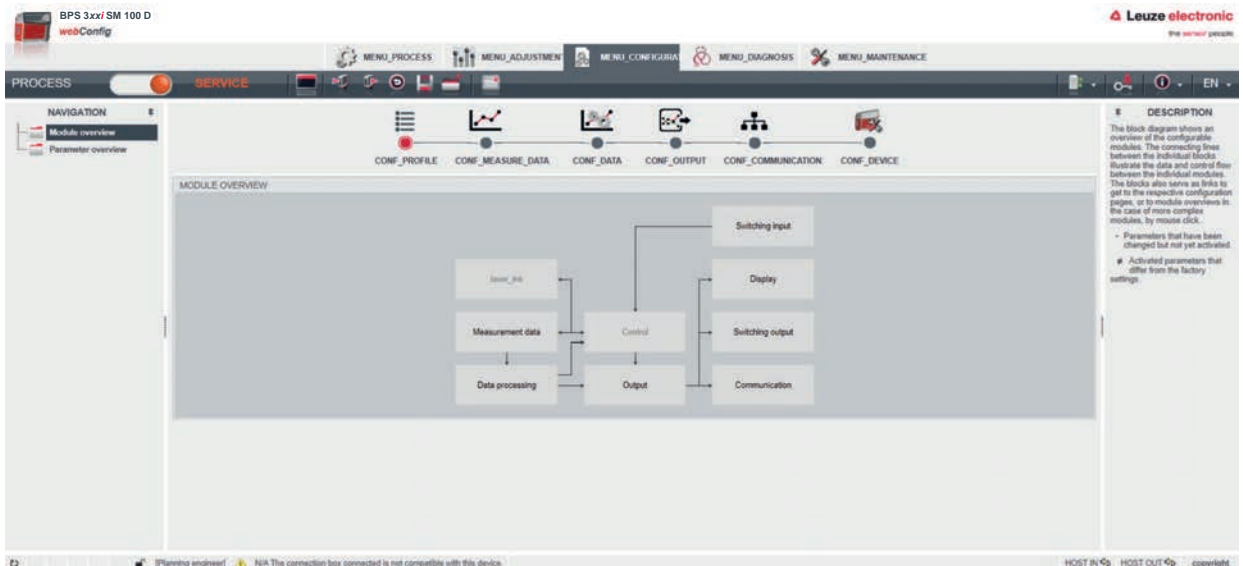 BPS 3xxi SM 100 D
webConfig
Leuze electronic
the sensor people
MENU_PROCESS
MENU_ADJUSTMEN
MENU_CONFIGURA
MENU_DIAGNOSIS
MENU_MAINTENANCE
PROCESS
SERVICE
EN
NAVIGATION
Module overview
Parameter overview
CONF_PROFILE
CONF_MEASURE_DATA
CONF_DATA
CONF_OUTPUT
CONF_COMMUNICATION
CONF_DEVICE
MODULE OVERVIEW
Switching input
Display
Measurement data
Control
Switching output
Data processing
Output
Communication
DESCRIPTION
The block diagram shows an
overview of the configurable
modules. The connecting lines
between the individual blocks
illustrate the data and control flow
between the individual modules.
The blocks also serve as links to
get to the respective configuration
pages, or to module overviews in
the case of more complex
modules, by mouse click.
- Parameters that have been
changed but not yet activated
≠ Activated parameters that
differ from the factory
settings.
[Planning engineer]
N/A The connection box connected is not compatible with this device.
HOST IN
HOST OUT
copyright